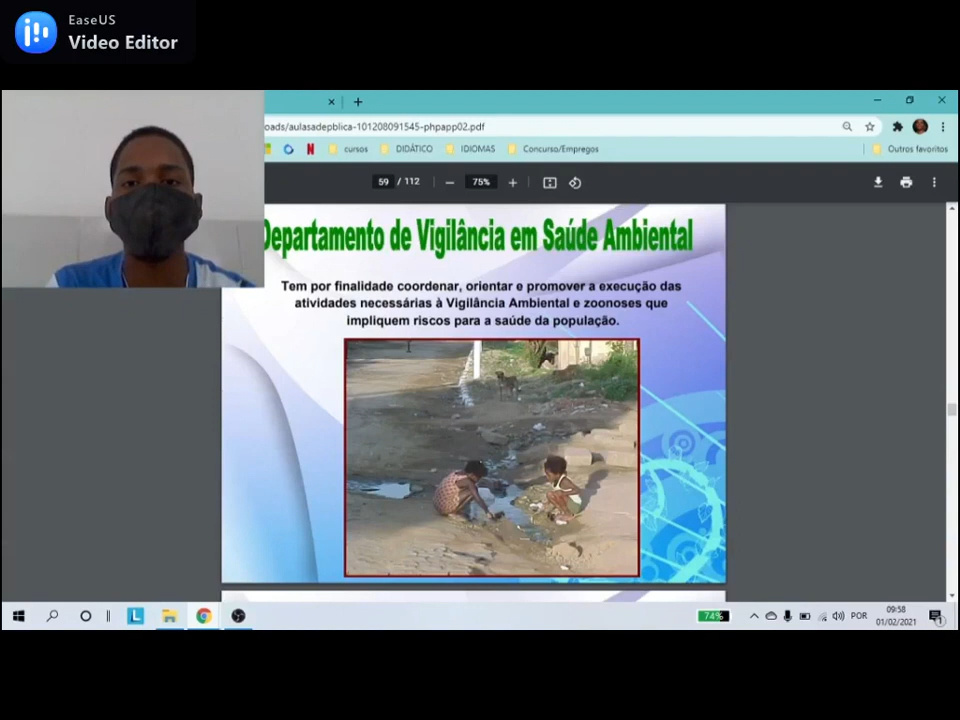 EaseUS
Video Editor
oads/aulasadepblica-101208091545-phpapp02.pdf
cursos
DIDÁTICO
IDIOMAS
Concurso/Empregos
Outros favoritos
59 / 112
75%
Departamento de Vigilância em Saúde Ambiental
Tem por finalidade coordenar, orientar e promover a execução das
atividades necessárias à Vigilância Ambiental e zoonoses que
impliquem riscos para a saúde da população.
74%
POR
09:58
01/02/2021